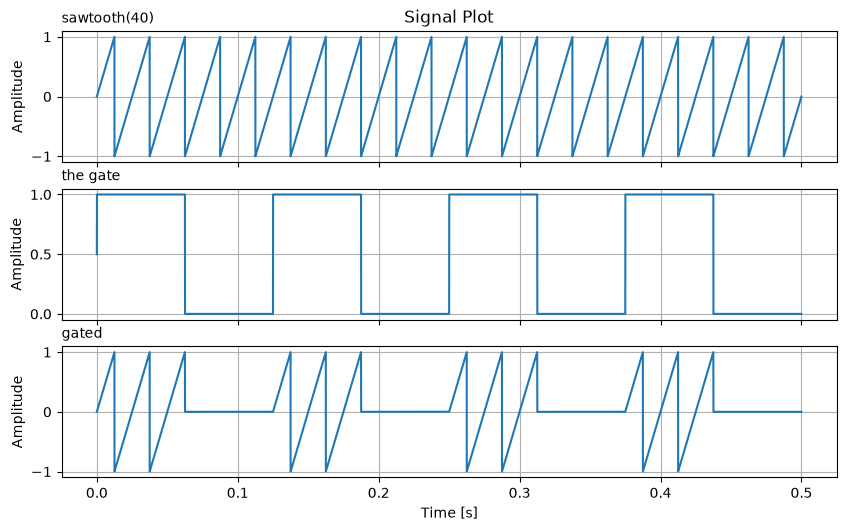 Signal Plot
sawtooth(40)
Amplitude
1
0
−1
the gate
Amplitude
1.0
0.5
0.0
gated
Amplitude
1
0
−1
0.0 0.1 0.2 0.3 0.4 0.5
Time [s]